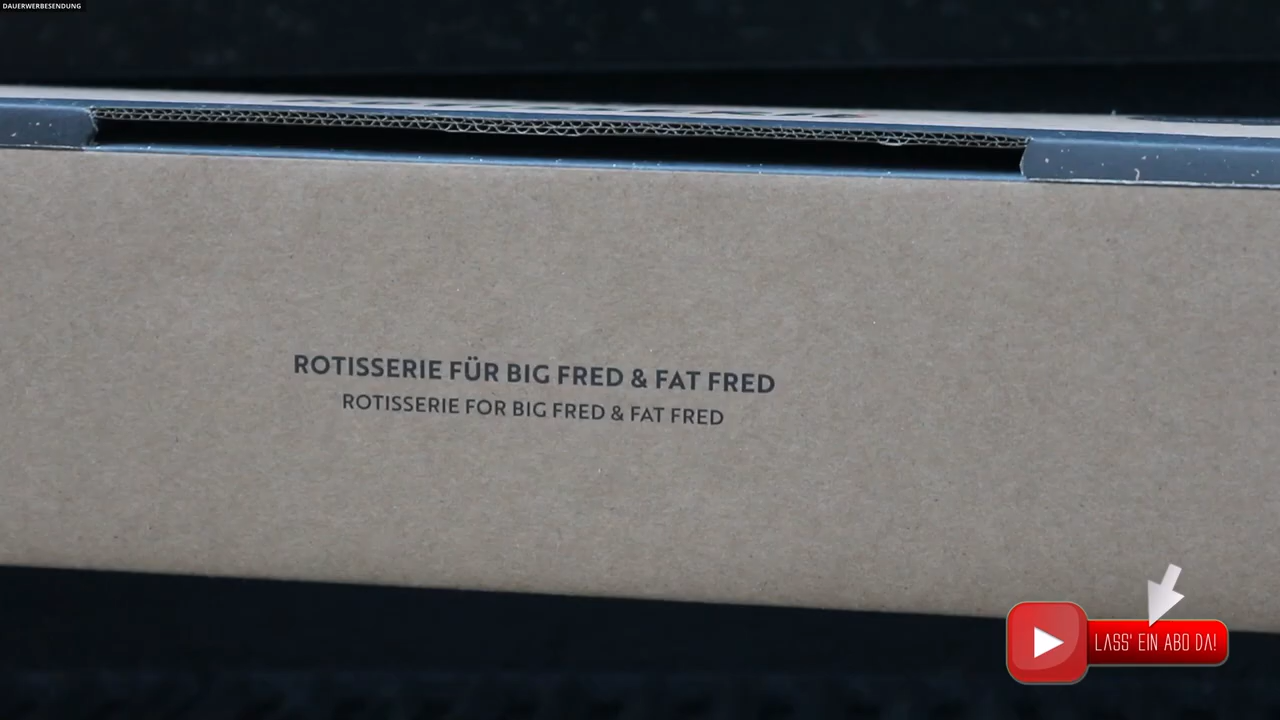 DAUERWERBESENDUNG
ROTISSERIE FÜR BIG FRED & FAT FRED
ROTISSERIE FOR BIG FRED & FAT FRED
LASS' EIN ABO DA!